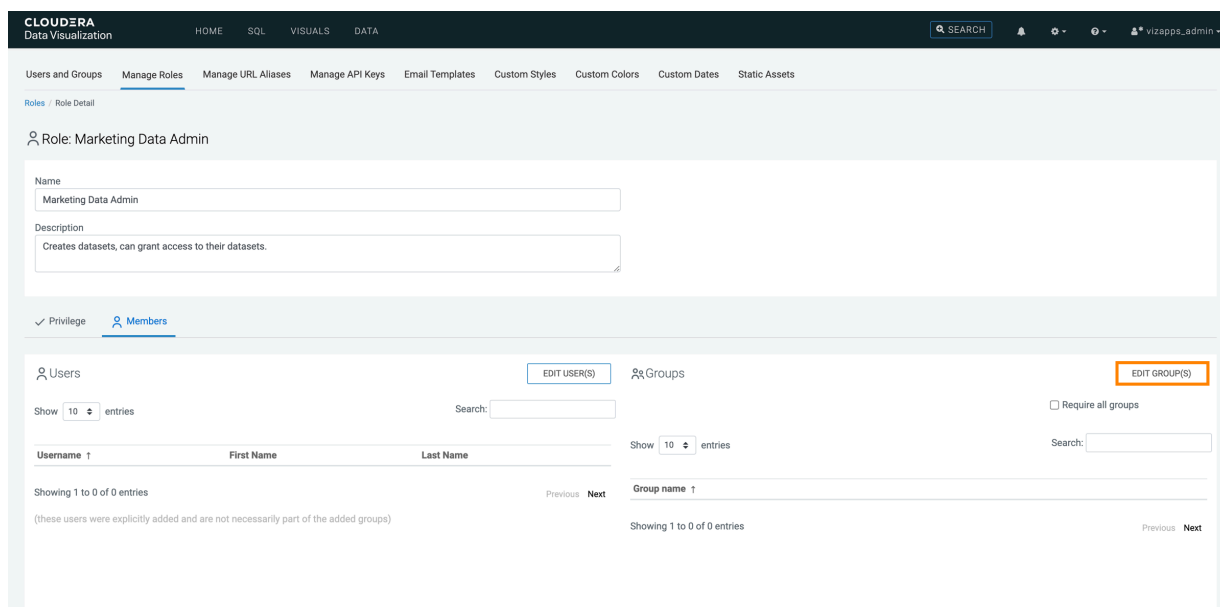 CLOUDERA
Data Visualization
HOME SQL VISUALS DATA
SEARCH
vizapps_admin
Users and Groups Manage Roles Manage URL Aliases Manage API Keys Email Templates Custom Styles Custom Colors Custom Dates Static Assets
Roles / Role Detail
Role: Marketing Data Admin
Name
Marketing Data Admin
Description
Creates datasets, can grant access to their datasets.
Privilege Members
Users EDIT USER(S)
Show 10 entries Search:
Username ↑ First Name Last Name
Showing 1 to 0 of 0 entries
Previous Next
(these users were explicitly added and are not necessarily part of the added groups)
Groups EDIT GROUP(S)
Require all groups
Show 10 entries Search:
Group name ↑
Showing 1 to 0 of 0 entries
Previous Next